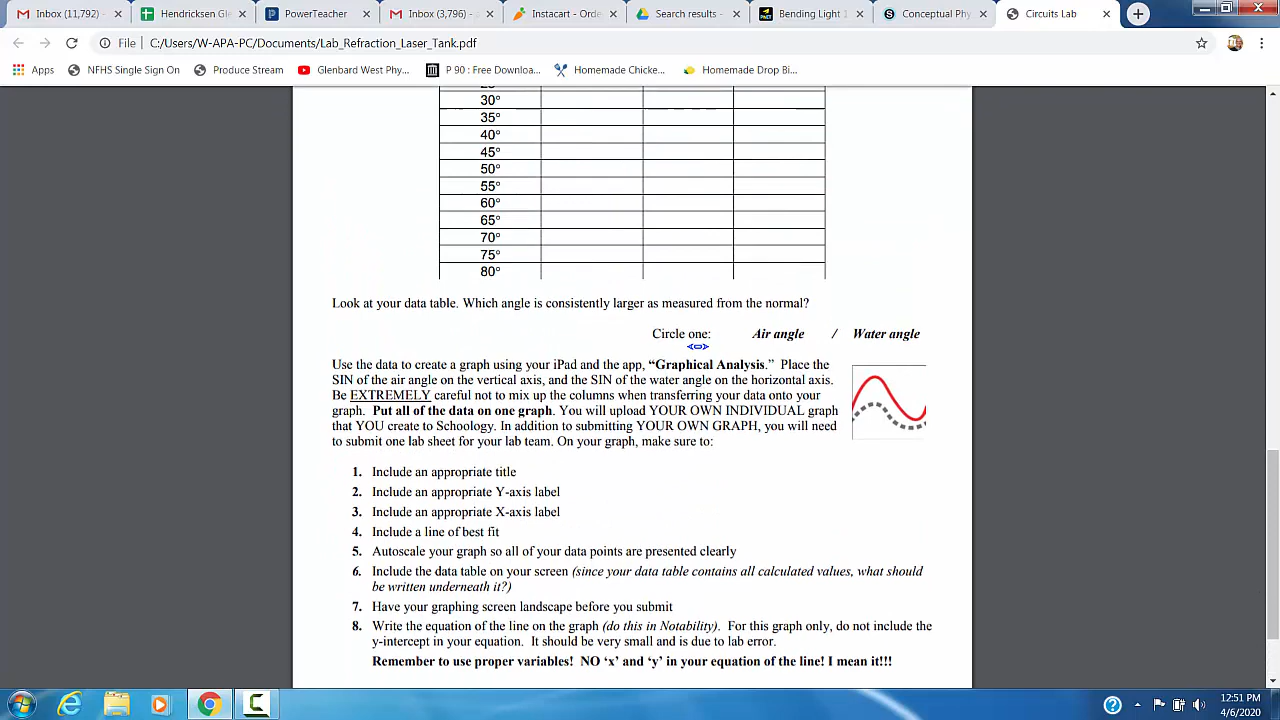 Inbox (11,792) -
Hendricksen Gle
PowerTeacher
Inbox (3,796) -
Instacart - Orde
Search results -
Bending Light
Conceptual Phy
Circuits Lab
File
C:/Users/W-APA-PC/Documents/Lab_Refraction_Laser_Tank.pdf
Apps
NFHS Single Sign On
Produce Stream
Glenbard West Phy...
P 90 : Free Downloa...
Homemade Chicke...
Homemade Drop Bi...
30°
35°
40°
45°
50°
55°
60°
65°
70°
75°
80°
Look at your data table. Which angle is consistently larger as measured from the normal?
Circle one: Air angle / Water angle
Use the data to create a graph using your iPad and the app, “Graphical Analysis.” Place the
SIN of the air angle on the vertical axis, and the SIN of the water angle on the horizontal axis.
Be EXTREMELY careful not to mix up the columns when transferring your data onto your
graph. Put all of the data on one graph. You will upload YOUR OWN INDIVIDUAL graph
that YOU create to Schoology. In addition to submitting YOUR OWN GRAPH, you will need
to submit one lab sheet for your lab team. On your graph, make sure to:
1. Include an appropriate title
2. Include an appropriate Y-axis label
3. Include an appropriate X-axis label
4. Include a line of best fit
5. Autoscale your graph so all of your data points are presented clearly
6. Include the data table on your screen (since your data table contains all calculated values, what should
be written underneath it?)
7. Have your graphing screen landscape before you submit
8. Write the equation of the line on the graph (do this in Notability). For this graph only, do not include the
y-intercept in your equation. It should be very small and is due to lab error.
Remember to use proper variables! NO ‘x’ and ‘y’ in your equation of the line! I mean it!!!
12:51 PM
4/6/2020